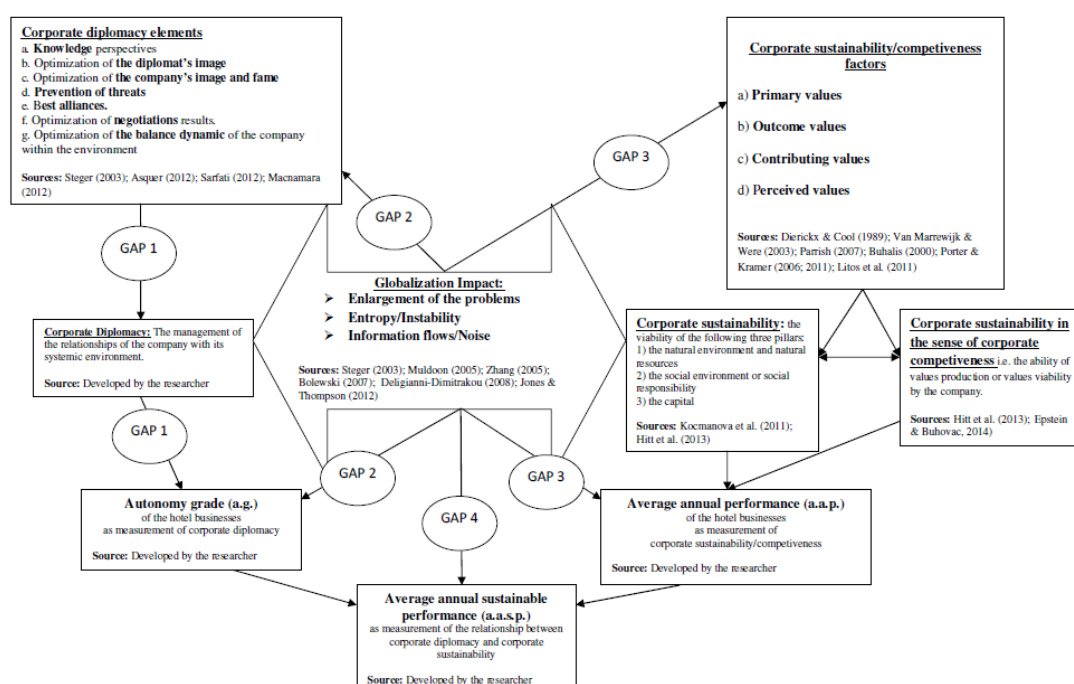 Corporate diplomacy elements
a. Knowledge perspectives
b. Optimization of the diplomat's image
c. Optimization of the company's image and fame
d. Prevention of threats
e. Best alliances.
f. Optimization of negotiations results.
g. Optimization of the balance dynamic of the company
within the environment
Sources: Steger (2003); Asquer (2012); Sarfati (2012); Macnamara
(2012)
Corporate sustainability/competiveness
factors
a) Primary values
b) Outcome values
c) Contributing values
d) Perceived values
Sources: Dierickx & Cool (1989); Van Marrewijk &
Were (2003); Parrish (2007); Buhalis (2000); Porter &
Kramer (2006; 2011); Litos et al. (2011)
GAP 3
GAP 2
GAP 1
Globalization Impact:
➤ Enlargement of the problems
➤ Entropy/Instability
➤ Information flows/Noise
Sources: Steger (2003); Muldoon (2005); Zhang (2005);
Bolewski (2007); Deligianni-Dimitrakou (2008); Jones &
Thompson (2012)
Corporate Diplomacy: The management of
the relationships of the company with its
systemic environment.
Source: Developed by the researcher
Corporate sustainability: the
viability of the following three pillars:
1) the natural environment and natural
resources
2) the social environment or social
responsibility
3) the capital
Sources: Kocmanova et al. (2011);
Hitt et al. (2013)
Corporate sustainability in
the sense of corporate
competiveness i.e. the ability of
values production or values viability
by the company.
Sources: Hitt et al. (2013); Epstein
& Buhovac, 2014)
GAP 1
GAP 2
GAP 3
GAP 4
Autonomy grade (a.g.)
of the hotel businesses
as measurement of corporate diplomacy
Source: Developed by the researcher
Average annual performance (a.a.p.)
of the hotel businesses
as measurement of
corporate sustainability/competiveness
Source: Developed by the researcher
Average annual sustainable
performance (a.a.s.p.)
as measurement of the relationship between
corporate diplomacy and corporate
sustainability
Source: Developed by the researcher